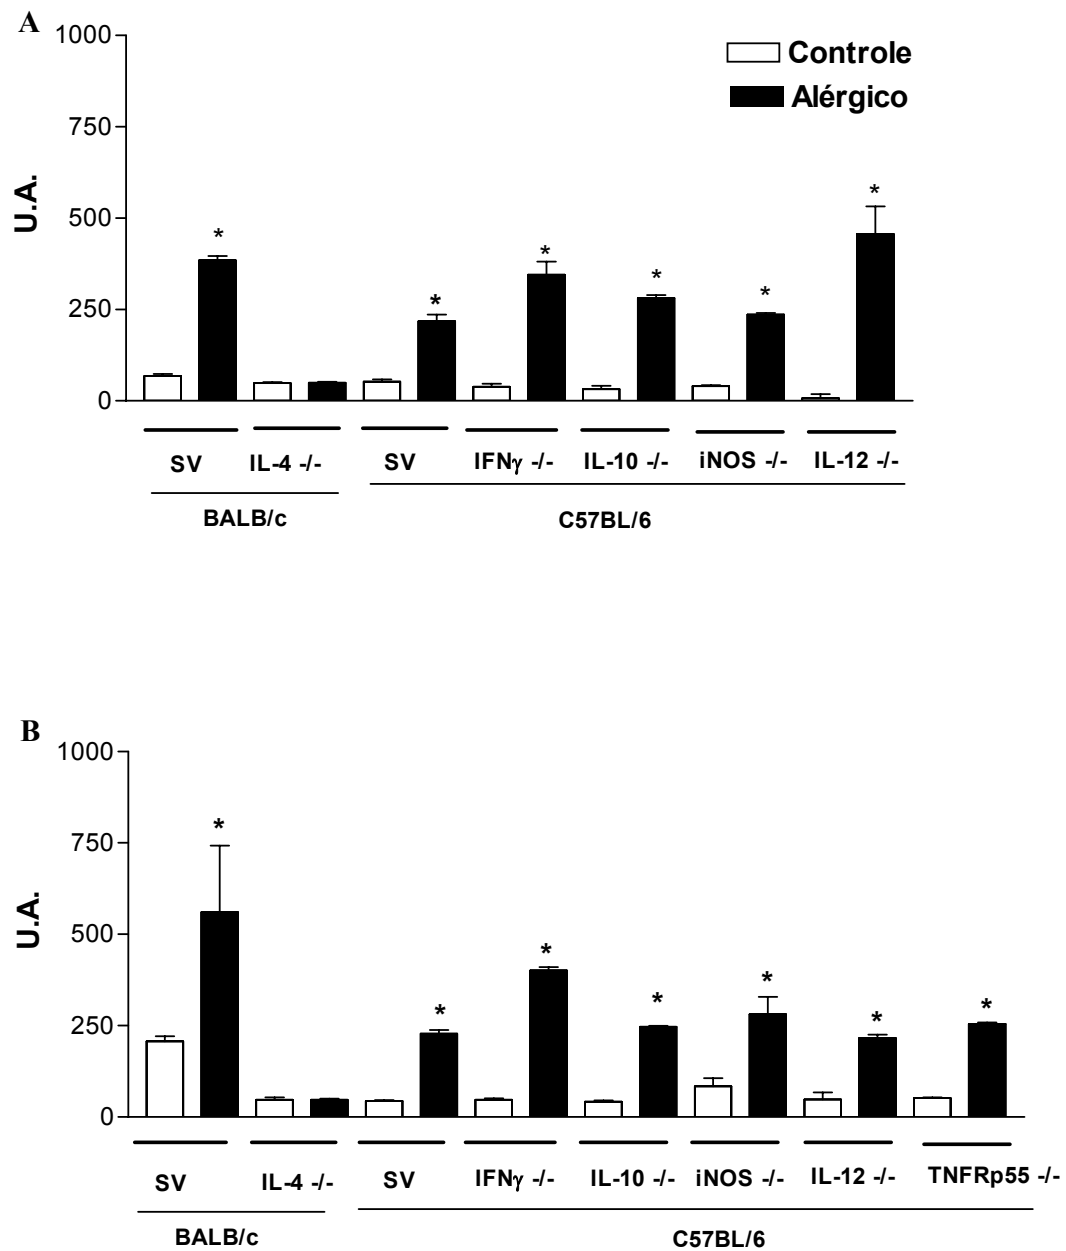 A
1000
Controle
Alérgico
750
U.A.
500
250
0
* * * * * * 
SV IL-4 -/- SV IFNγ -/- IL-10 -/- iNOS -/- IL-12 -/-
BALB/c C57BL/6
B
1000
750
U.A.
500
250
0
* * * * * * *
SV IL-4 -/- SV IFNγ -/- IL-10 -/- iNOS -/- IL-12 -/- TNFRp55 -/-
BALB/c C57BL/6